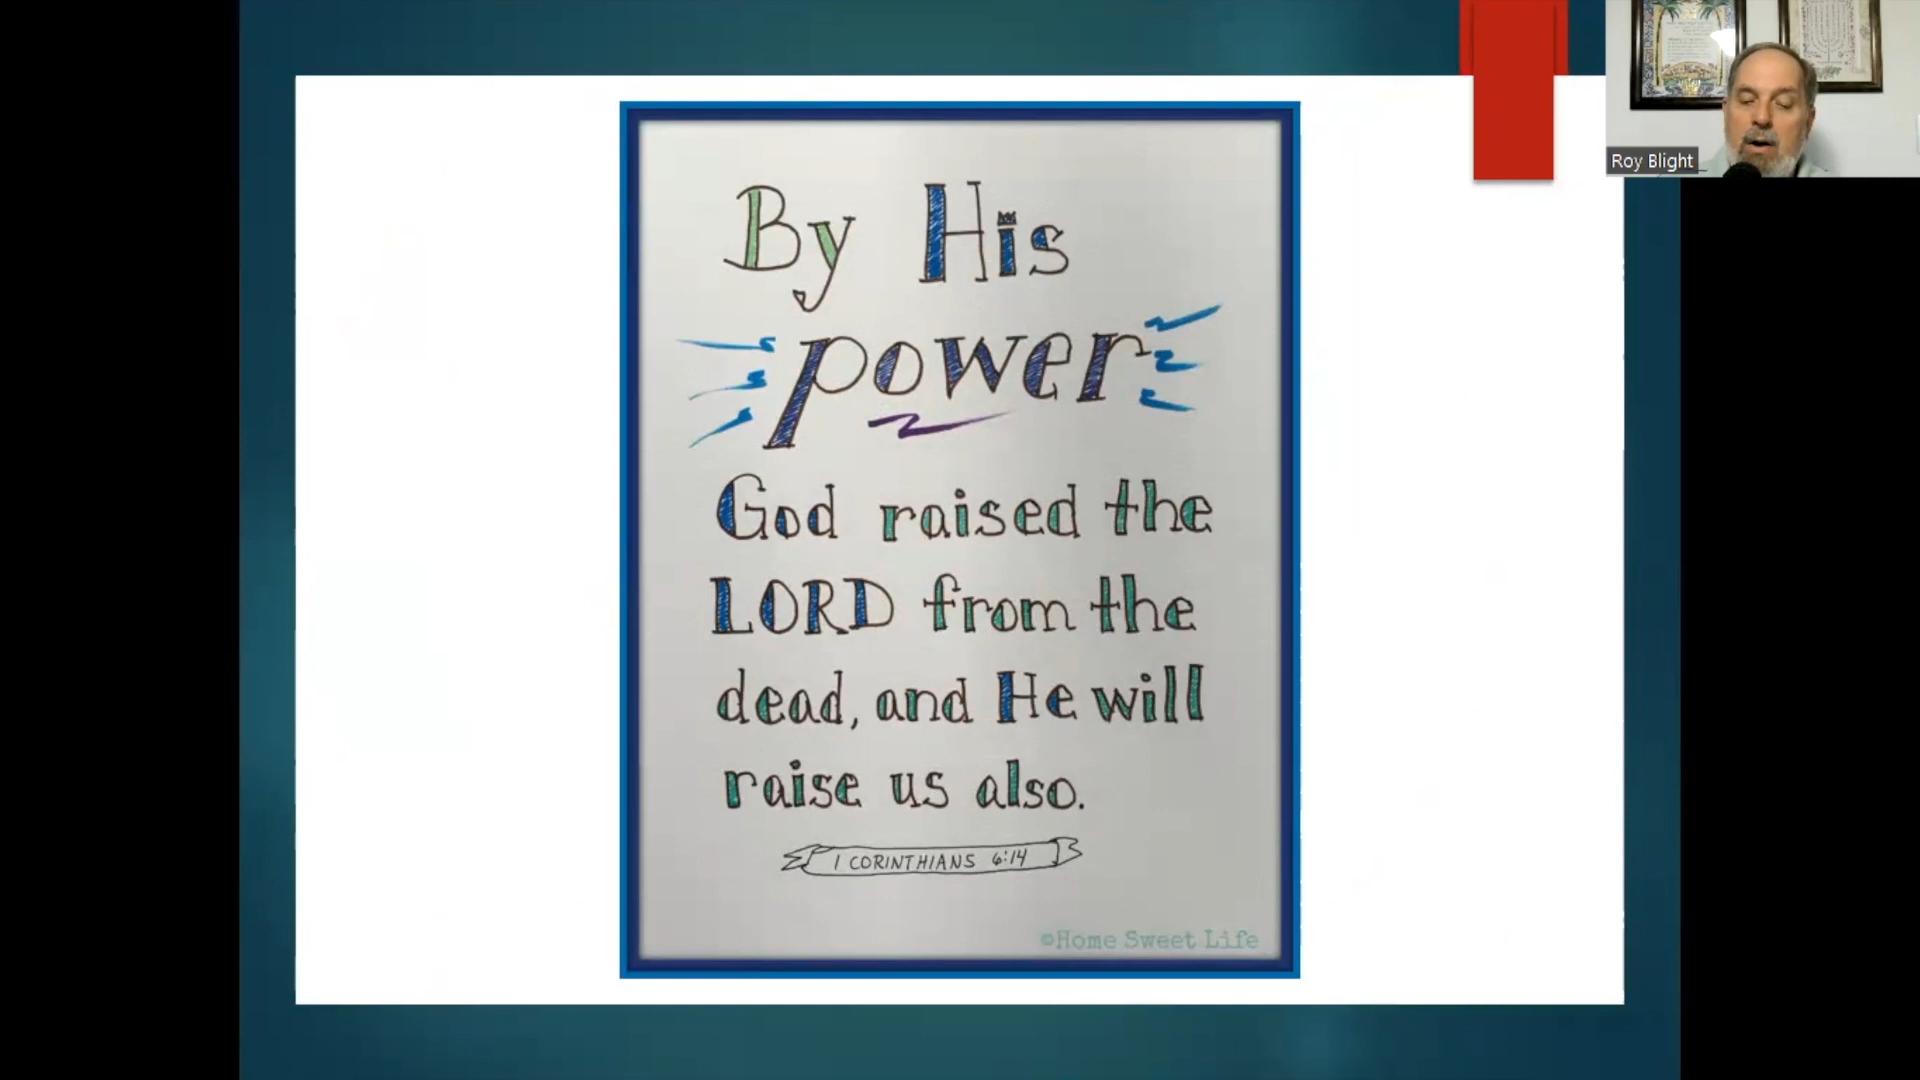 Roy Blight
By His
power
God raised the
LORD from the
dead, and He will
raise us also.
1 CORINTHIANS 6:14
©Home Sweet Life